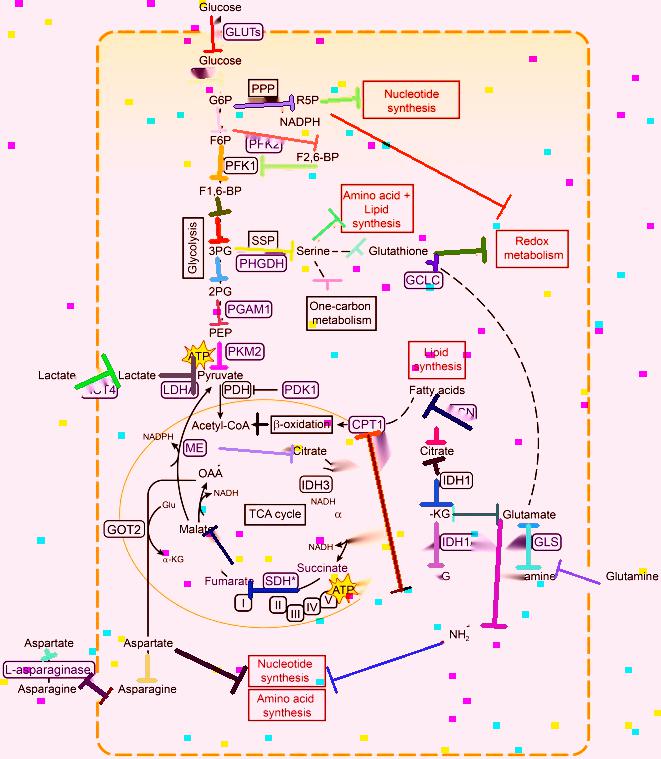 Glucose
GLUTs
Glucose
G6P
PPP
R5P
Nucleotide
synthesis
NADPH
F6P
PFK2
F2,6-BP
PFK1
F1,6-BP
Amino acid +
Lipid
synthesis
Glycolysis
3PG
SSP
Serine
Glutathione
Redox
metabolism
PHGDH
GCLC
2PG
One-carbon
metabolism
PGAM1
PEP
ATP
PKM2
Lipid
synthesis
Lactate
Lactate
Pyruvate
LDHA
PDH
PDK1
Fatty acids
Acetyl-CoA
β-oxidation
CPT1
NADPH
ME
Citrate
Citrate
OAA
IDH3
IDH1
NADH
NADH
Glu
TCA cycle
α
-KG
Glutamate
GOT2
Malate
NADH
IDH1
GLS
α-KG
Succinate
Fumarate
SDH*
ATP
G
amine
Glutamine
I
II
III
IV
V
NH2
Aspartate
Aspartate
L-asparaginase
Nucleotide
synthesis
Asparagine
Asparagine
Amino acid
synthesis